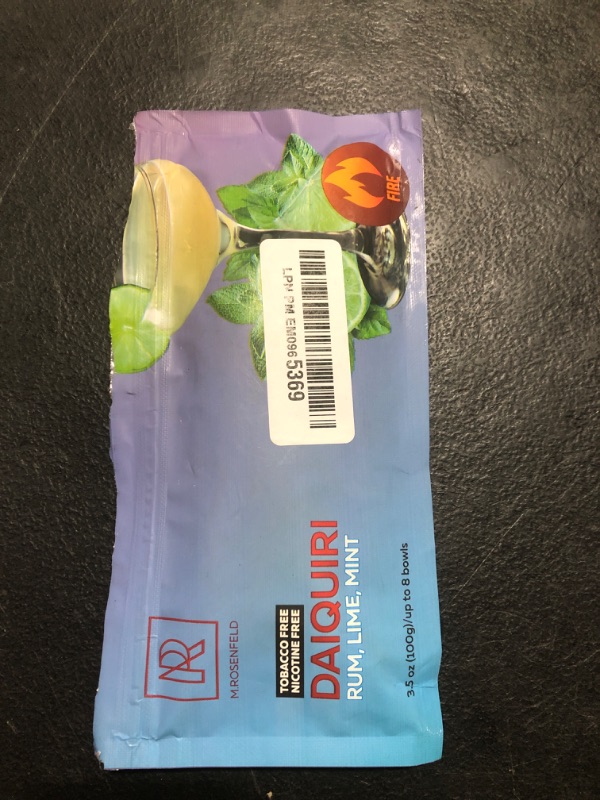 FIRE
LPN PM EM096 5369
M.ROSENFELD
TOBACCO FREE
NICOTINE FREE
DAIQUIRI
RUM, LIME, MINT
3.5 oz (100g)/up to 8 bowls